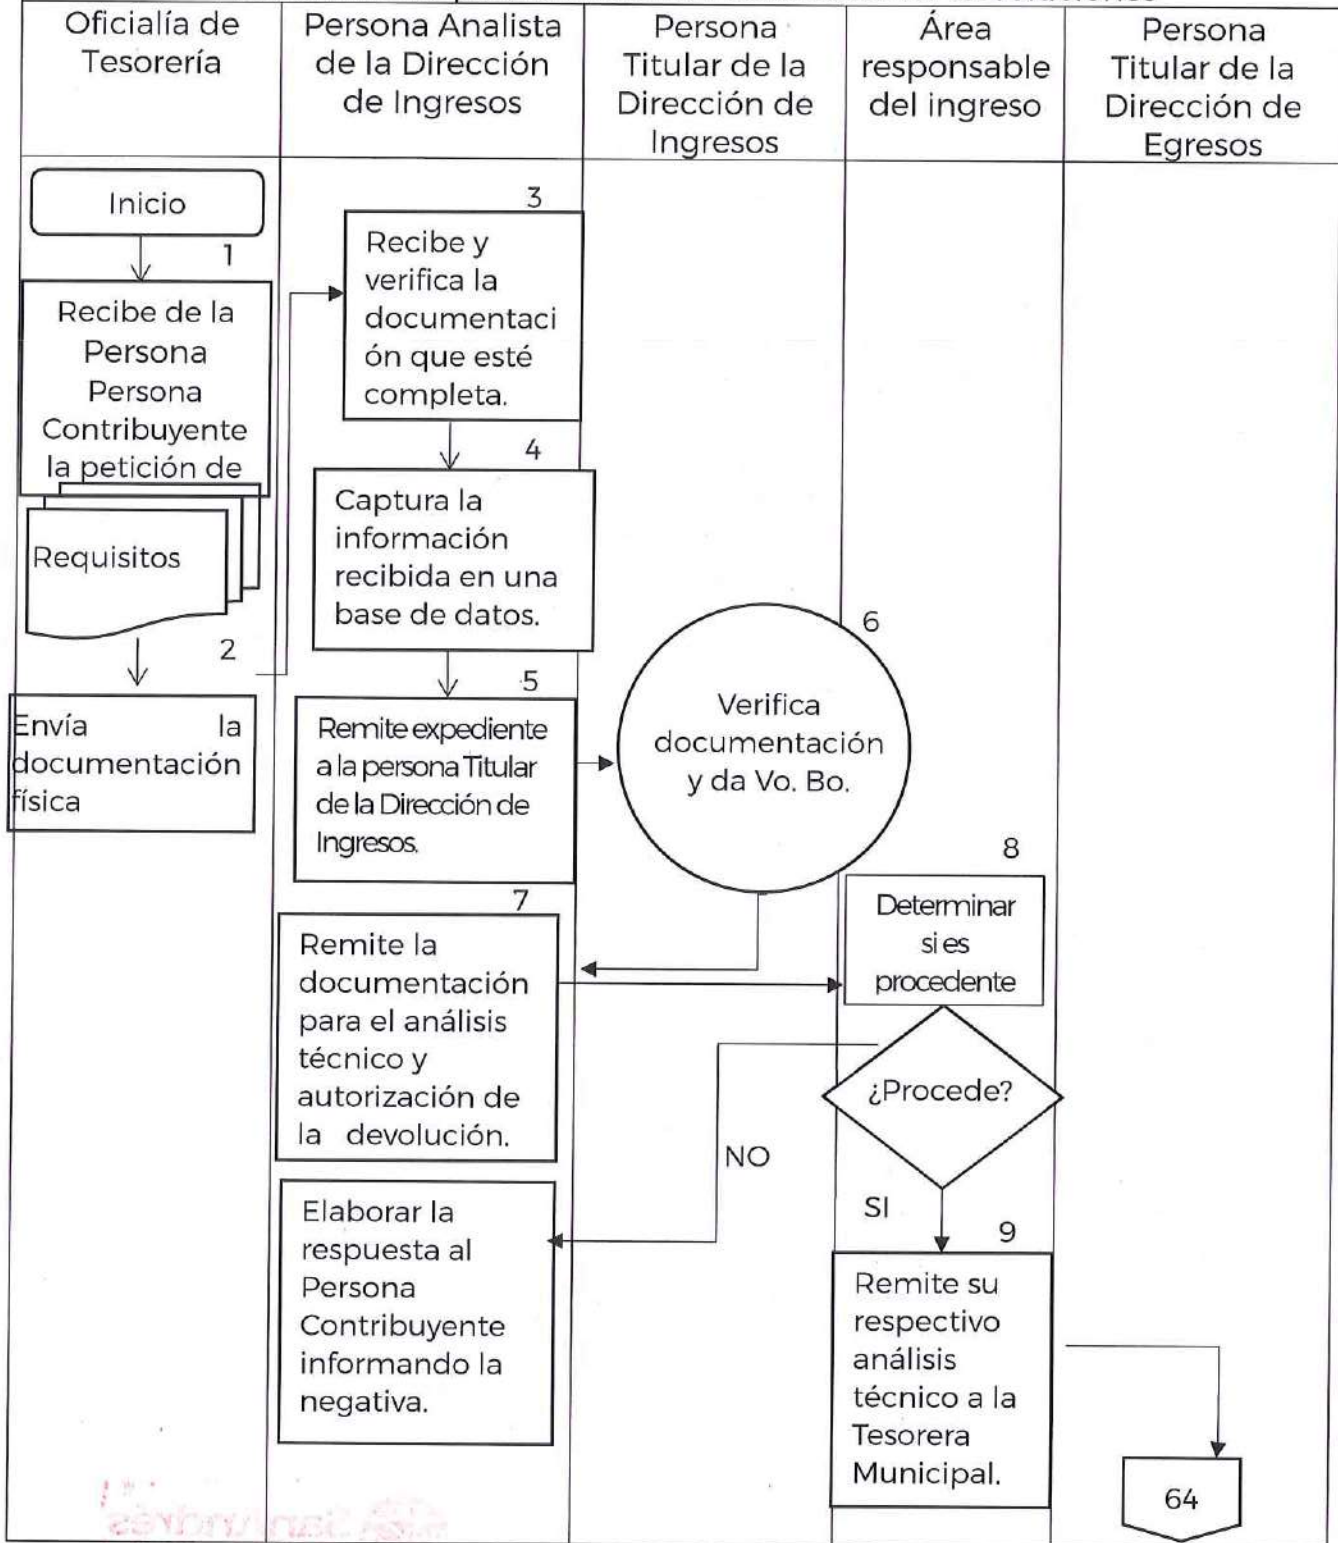 Oficialía de
Tesorería
Persona Analista
de la Dirección
de Ingresos
Persona
Titular de la
Dirección de
Ingresos
Área
responsable
del ingreso
Persona
Titular de la
Dirección de
Egresos
Inicio
1
Recibe de la
Persona
Persona
Contribuyente
la petición de
Requisitos
2
Envía la
documentación
física
3
Recibe y
verifica la
documentaci
ón que esté
completa.
4
Captura la
información
recibida en una
base de datos.
5
Remite expediente
a la persona Titular
de la Dirección de
Ingresos.
6
Verifica
documentación
y da Vo. Bo.
7
Remite la
documentación
para el análisis
técnico y
autorización de
la devolución.
8
Determinar
si es
procedente
¿Procede?
NO
SI
Elaborar la
respuesta al
Persona
Contribuyente
informando la
negativa.
9
Remite su
respectivo
análisis
técnico a la
Tesorera
Municipal.
64